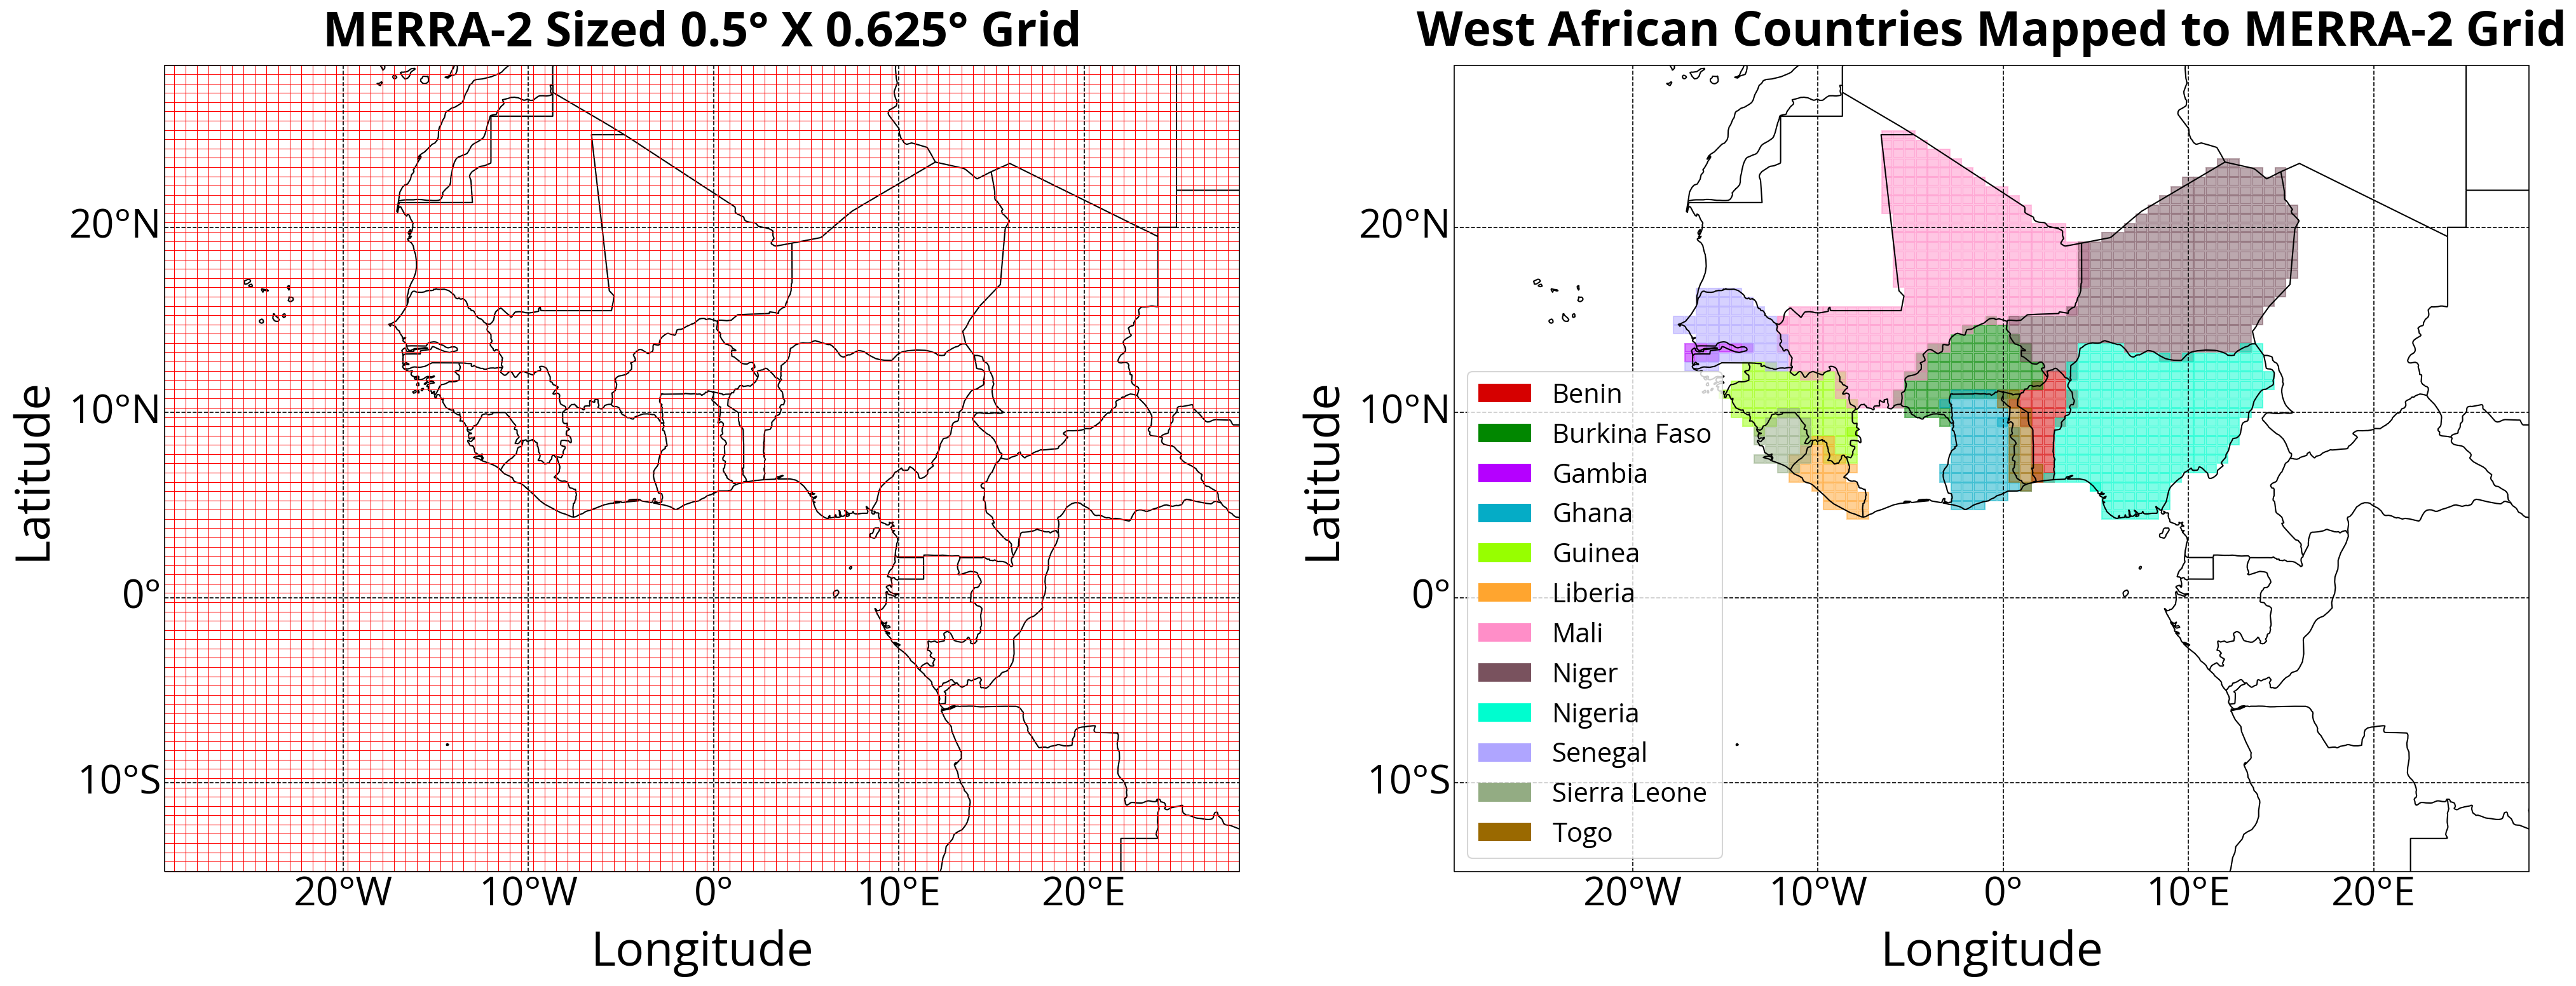 MERRA-2 Sized 0.5° X 0.625° Grid
20°N
10°N
0°
10°S
Latitude
20°W 10°W 0° 10°E 20°E
Longitude
West African Countries Mapped to MERRA-2 Grid
20°N
10°N
0°
10°S
Latitude
Benin
Burkina Faso
Gambia
Ghana
Guinea
Liberia
Mali
Niger
Nigeria
Senegal
Sierra Leone
Togo
20°W 10°W 0° 10°E 20°E
Longitude